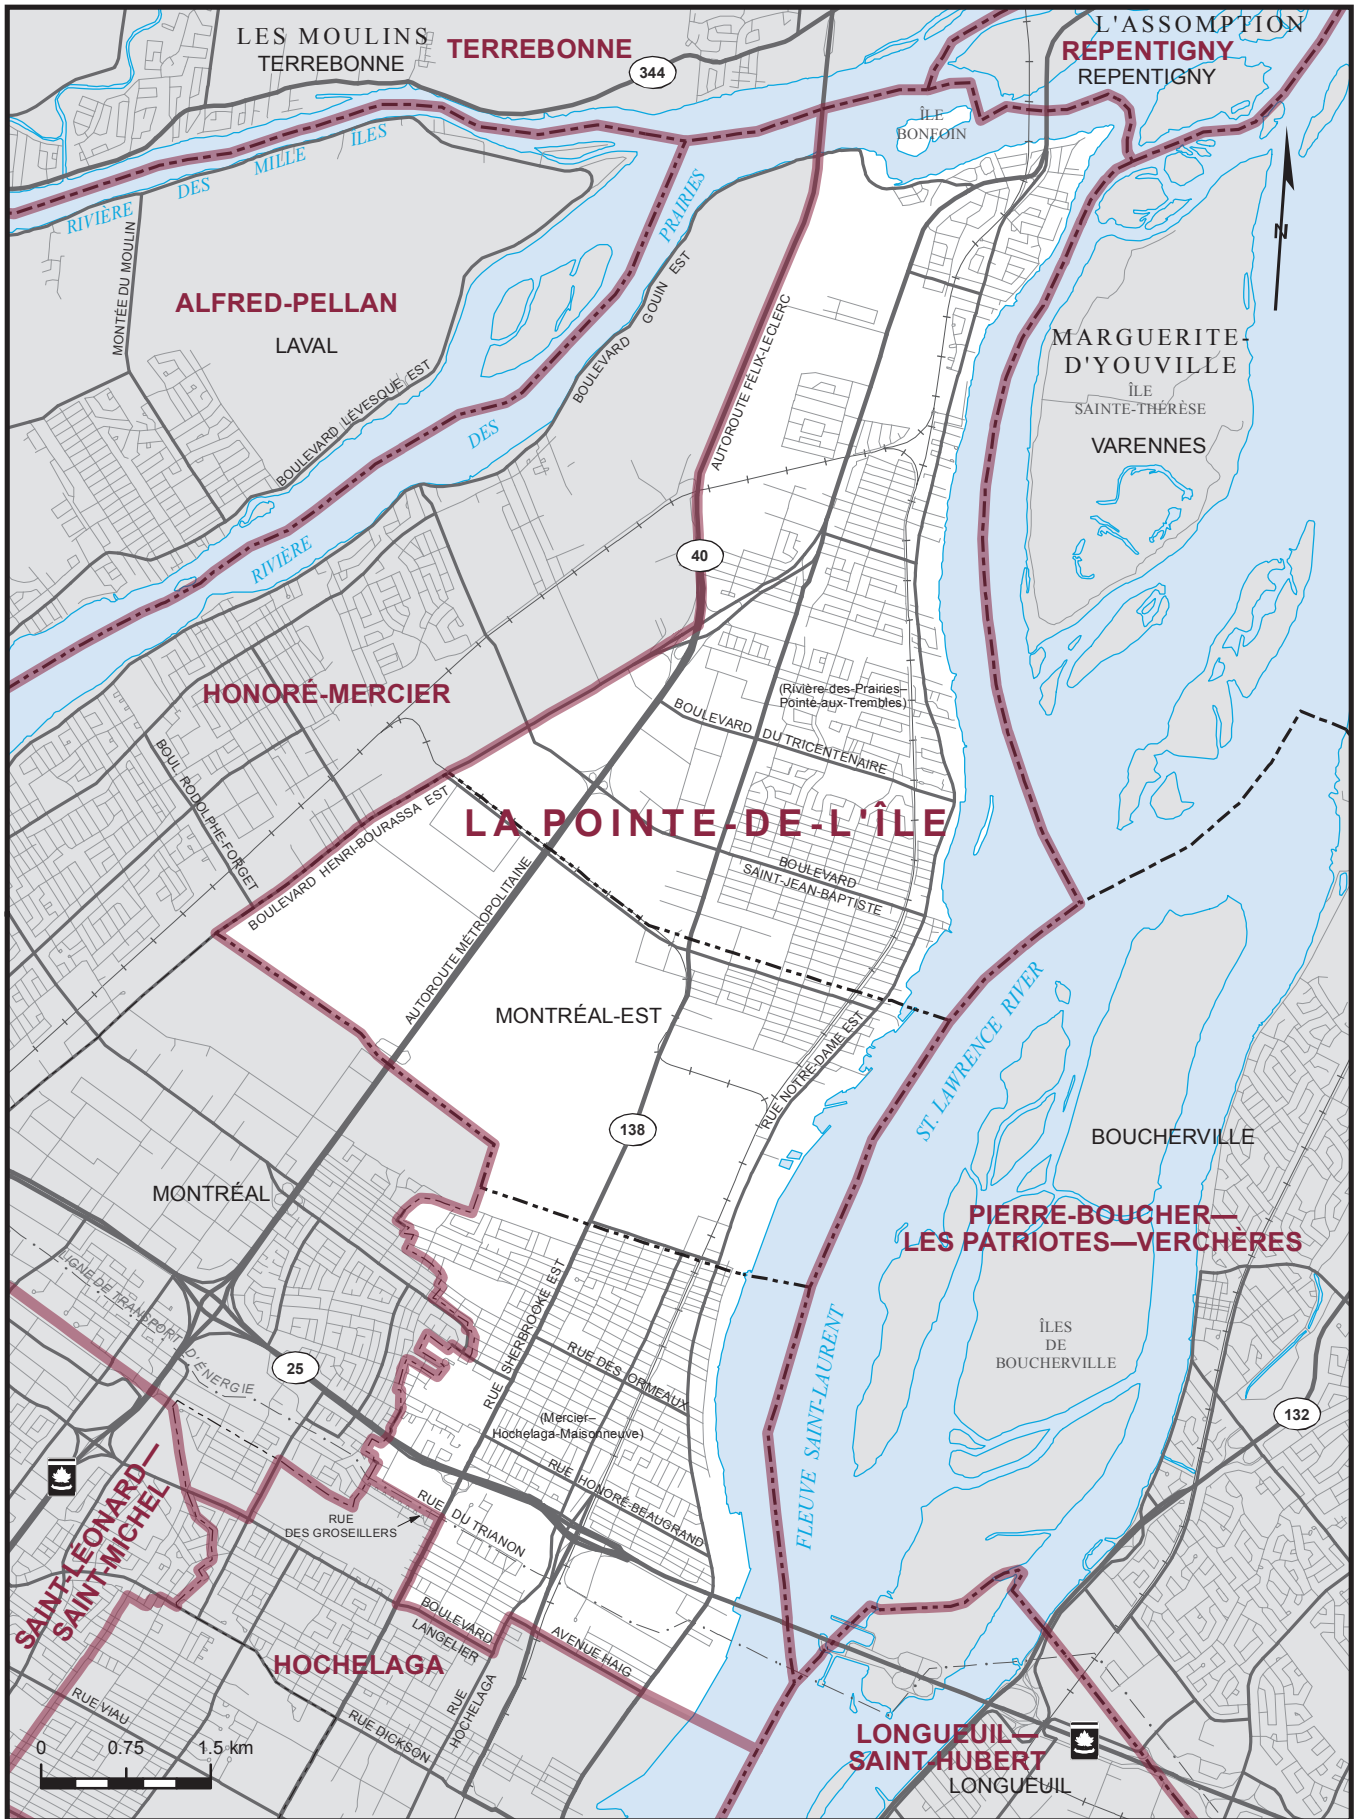 LES MOULINS
TERREBONNE
TERREBONNE
344
L'ASSOMPTION
REPENTIGNY
REPENTIGNY
ÎLE
BONFOIN
RIVIÈRE DES MILLE ILES
MONTÉE DU MOULIN
ALFRED-PELLAN
LAVAL
BOULEVARD LÉVESQUE EST
RIVIÈRE DES PRAIRIES
BOULEVARD GOUIN EST
AUTOROUTE FÉLIX-LECLERC
N
MARGUERITE-
D'YOUVILLE
ÎLE
SAINTE-THÉRÈSE
VARENNES
40
HONORÉ-MERCIER
(Rivière-des-Prairies–
Pointe-aux-Trembles)
BOULEVARD DU TRICENTENAIRE
BOUL. RODOLPHE-FORGET
BOULEVARD HENRI-BOURASSA EST
LA POINTE-DE-L'ÎLE
BOULEVARD
SAINT-JEAN-BAPTISTE
AUTOROUTE MÉTROPOLITAINE
MONTRÉAL-EST
RUE NOTRE-DAME EST
ST. LAWRENCE RIVER
138
BOUCHERVILLE
MONTRÉAL
PIERRE-BOUCHER—
LES PATRIOTES—VERCHÈRES
LIGNE DE TRANSPORT D'ÉNERGIE
RUE SHERBROOKE EST
25
RUE DES ORMEAUX
ÎLES
DE
BOUCHERVILLE
FLEUVE SAINT-LAURENT
132
(Mercier–
Hochelaga-Maisonneuve)
RUE HONORÉ-BEAUGRAND
SAINT-LÉONARD—
SAINT-MICHEL
RUE
DES GROSEILLERS
RUE DU TRIANON
BOULEVARD
LANGELIER
AVENUE HAIG
HOCHELAGA
RUE
HOCHELAGA
RUE VIAU
RUE DICKSON
LONGUEUIL—
SAINT-HUBERT
LONGUEUIL
0 0.75 1.5 km